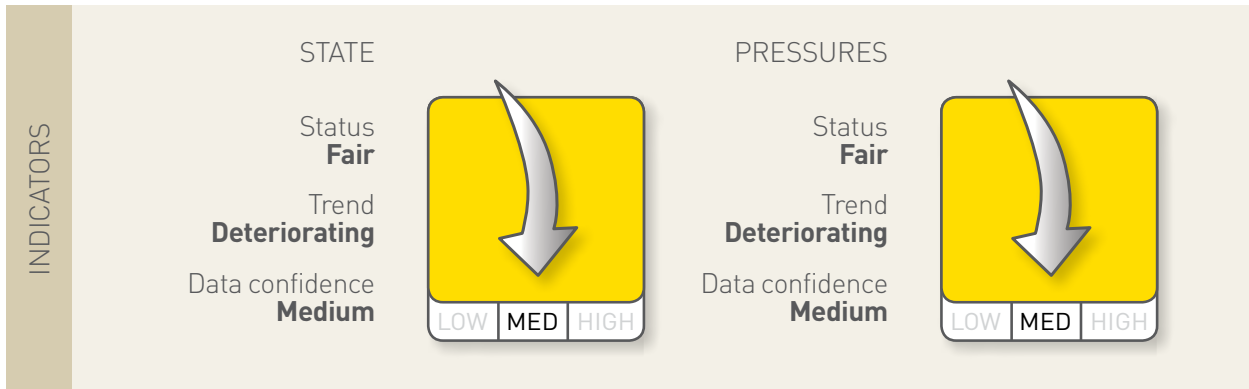 INDICATORS
STATE
Status
Fair
Trend
Deteriorating
Data confidence
Medium
LOW MED HIGH
PRESSURES
Status
Fair
Trend
Deteriorating
Data confidence
Medium
LOW MED HIGH